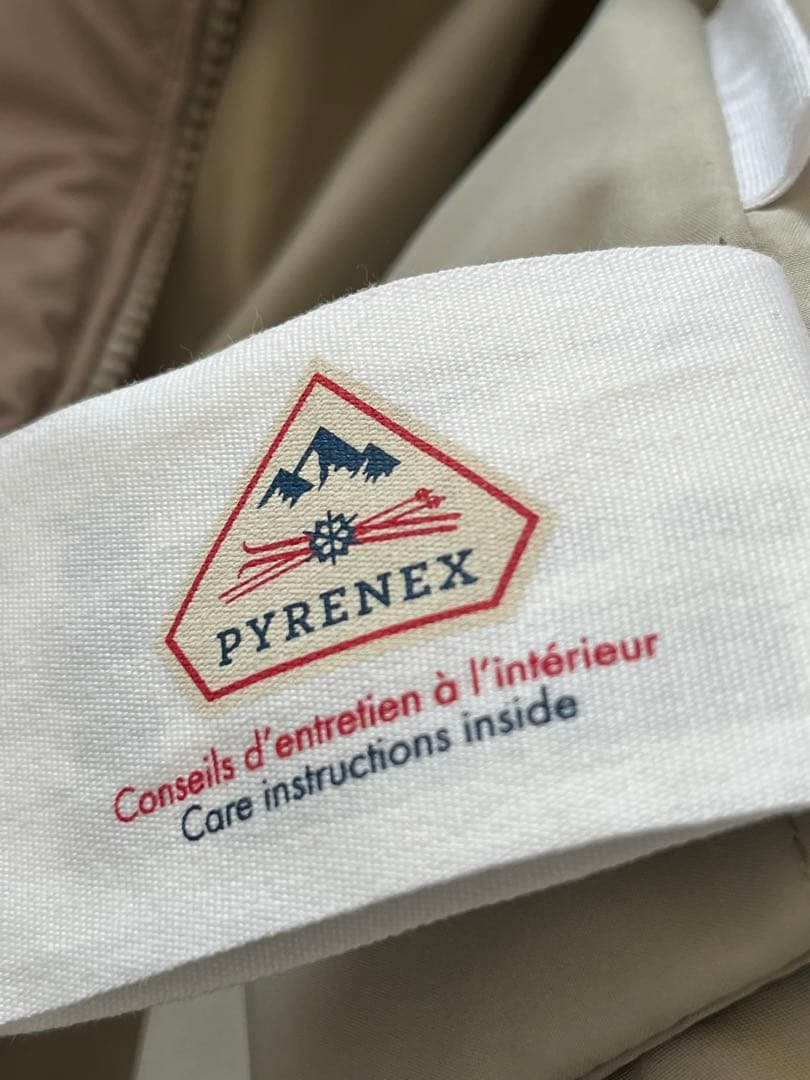 PYRENEX
Conseils d'entretien à l'intérieur
Care instructions inside